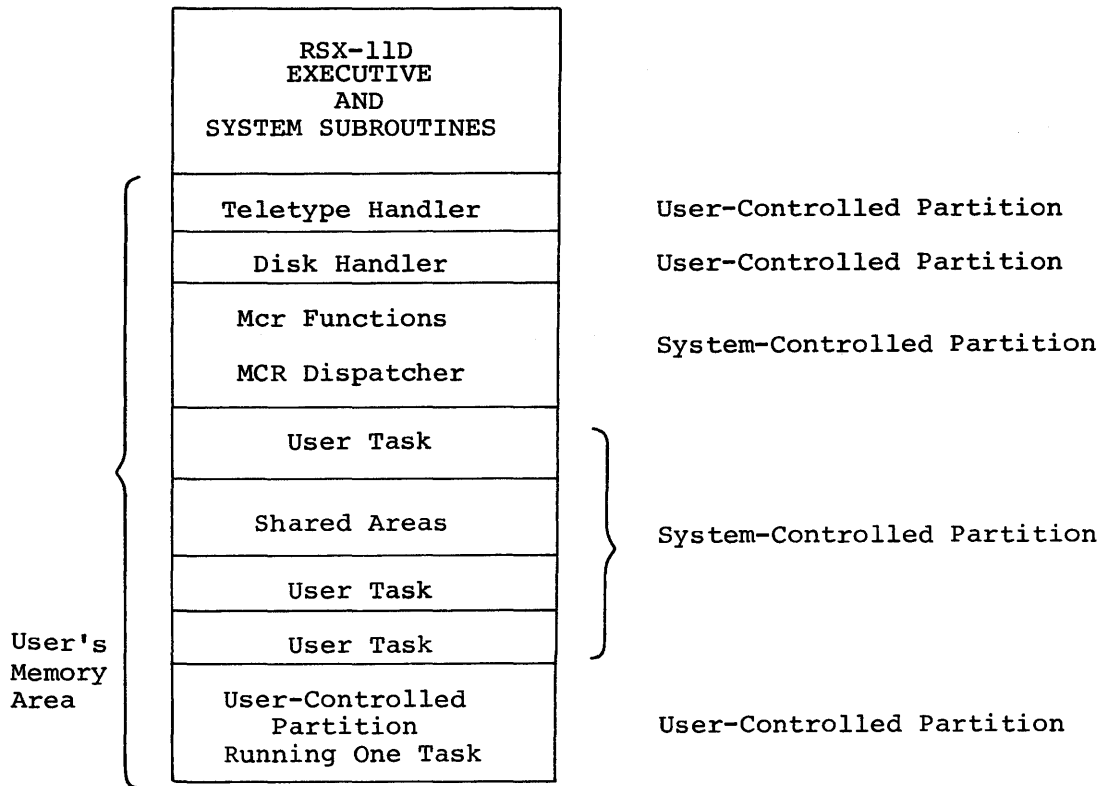 RSX-11D
EXECUTIVE
AND
SYSTEM SUBROUTINES
Teletype Handler
User-Controlled Partition
Disk Handler
User-Controlled Partition
Mcr Functions
MCR Dispatcher
System-Controlled Partition
User Task
Shared Areas
User Task
User Task
System-Controlled Partition
User's
Memory
Area
User-Controlled
Partition
Running One Task
User-Controlled Partition